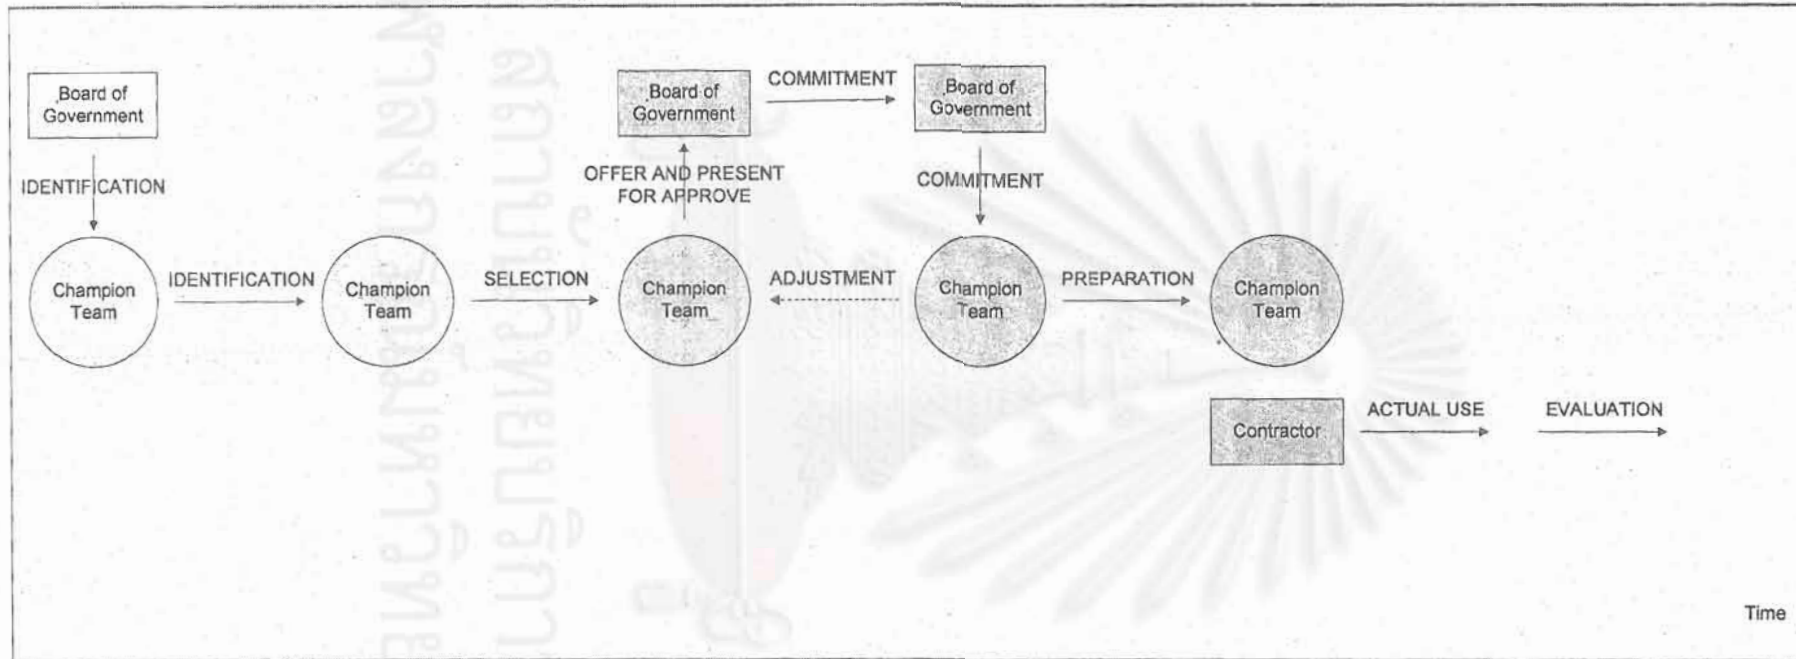 Board of
Government
Board of
Government
COMMITMENT
Board of
Government
IDENTIFICATION
OFFER AND PRESENT
FOR APPROVE
COMMITMENT
Champion
Team
IDENTIFICATION
Champion
Team
SELECTION
Champion
Team
ADJUSTMENT
Champion
Team
PREPARATION
Champion
Team
Contractor
ACTUAL USE
EVALUATION
Time